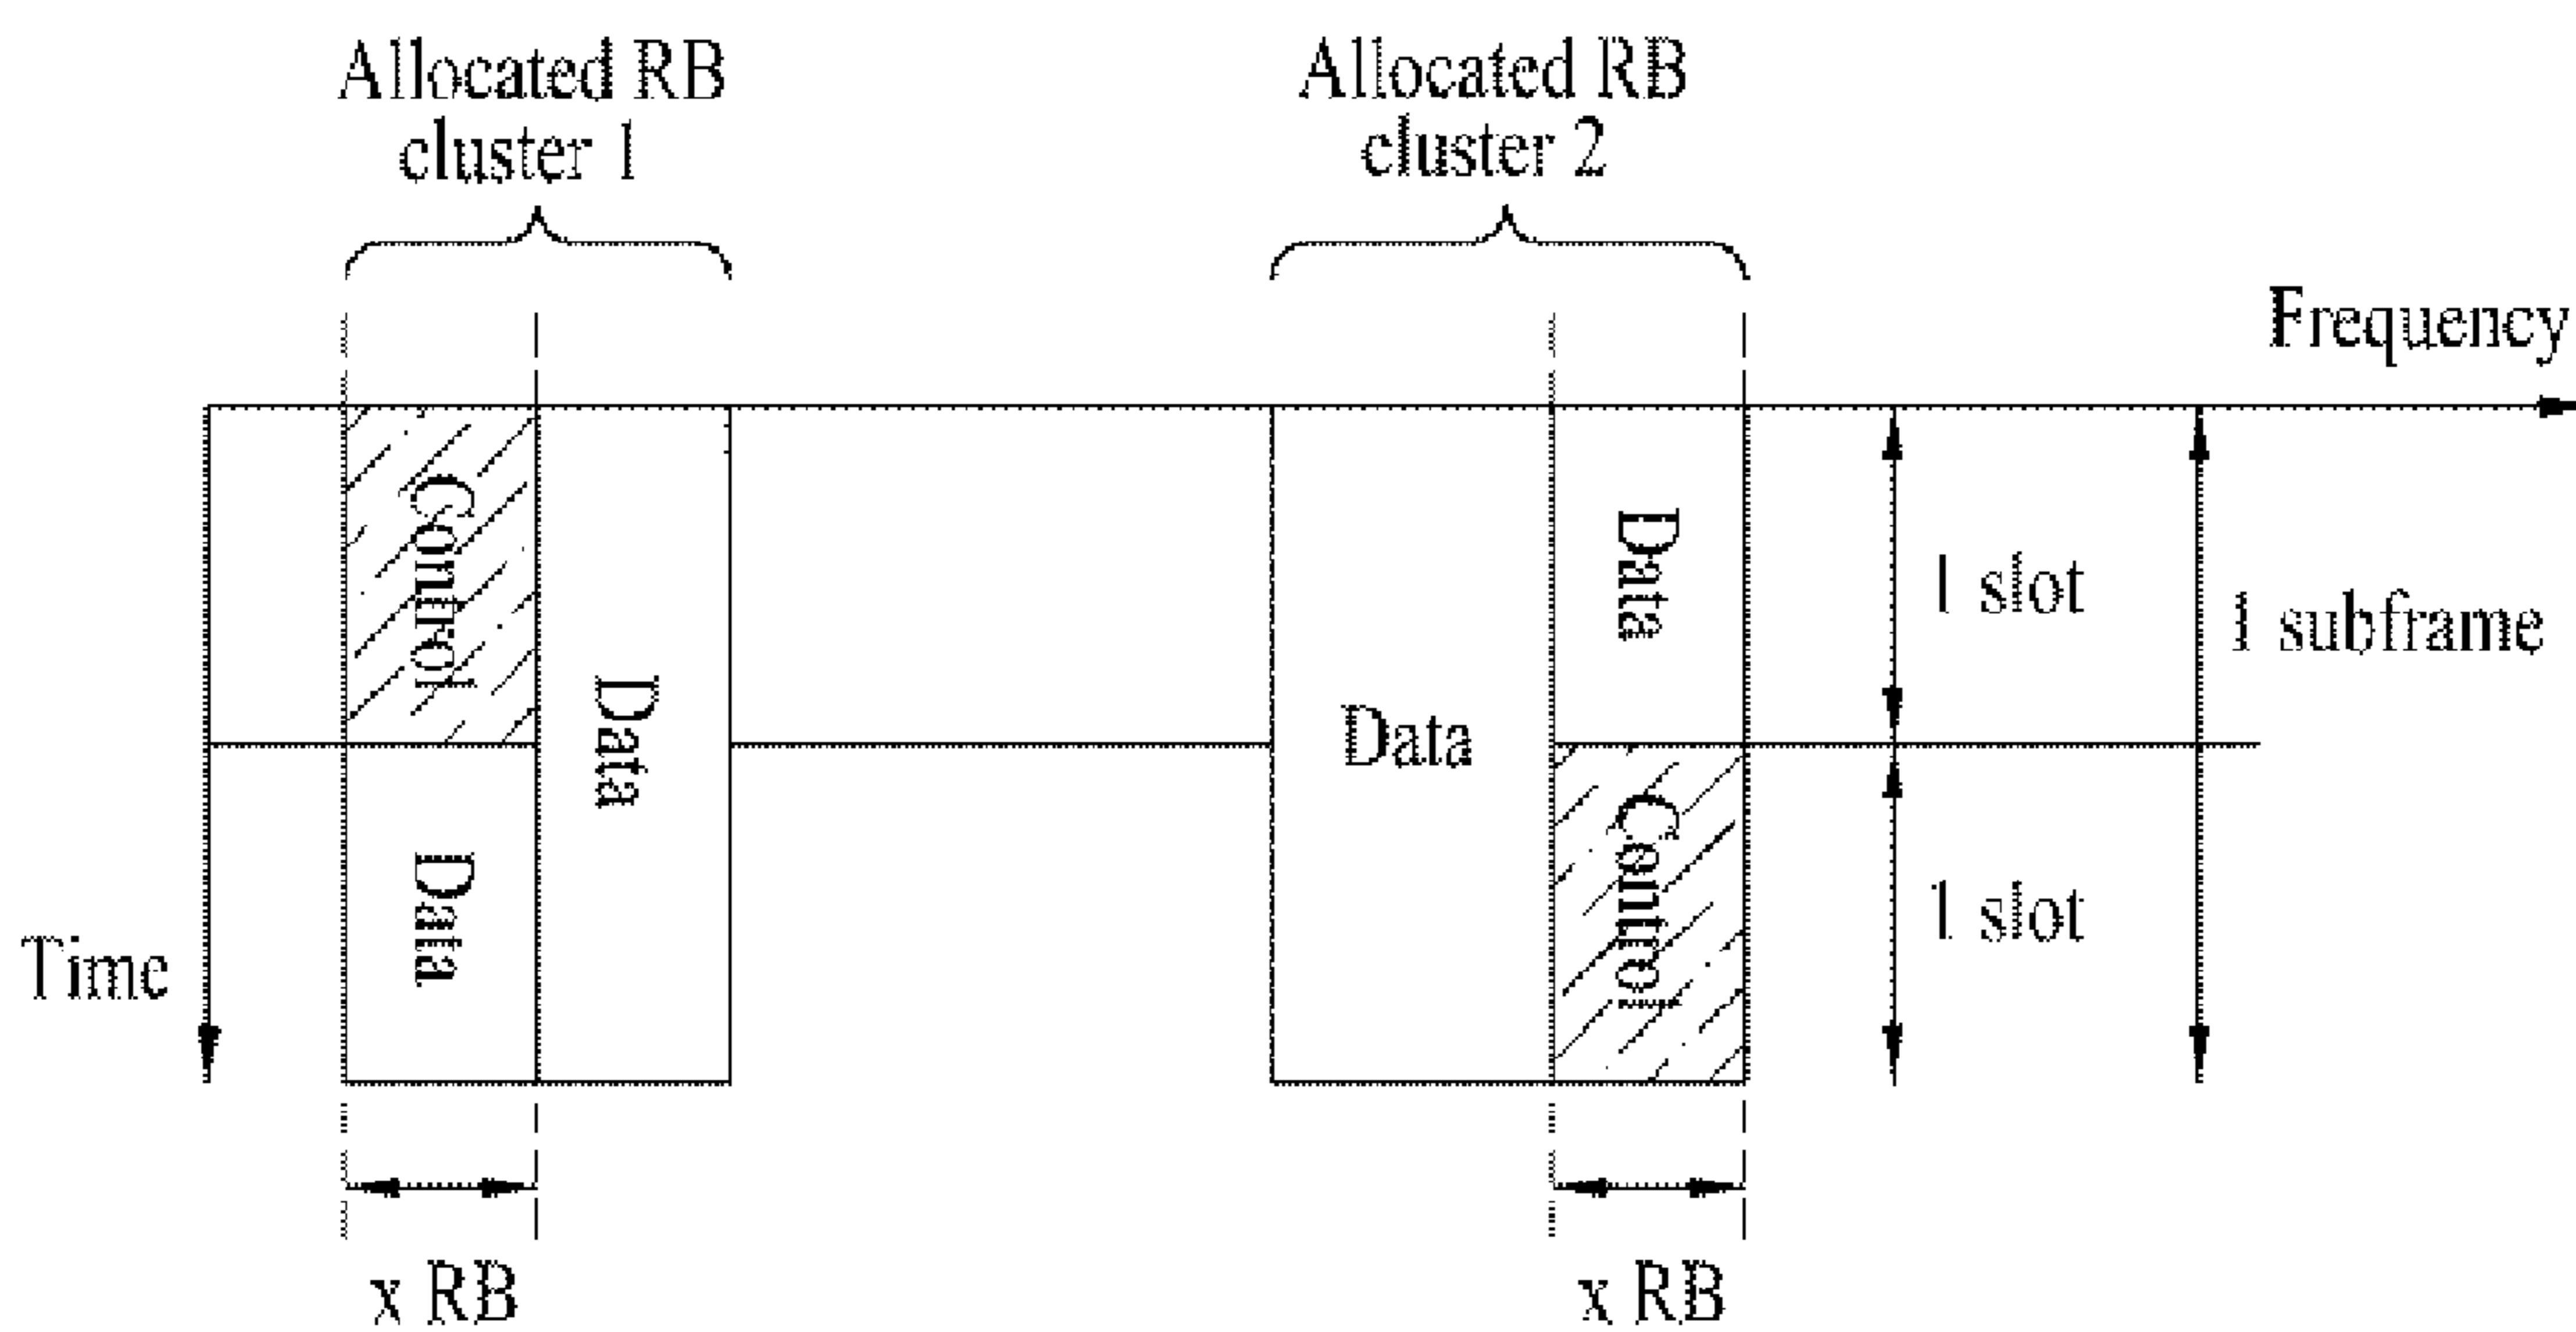 Allocated RB
cluster 1
Allocated RB
cluster 2
Frequency
Control
Data
Data
Data
Data
Control
1 slot
1 subframe
1 slot
Time
x RB
x RB